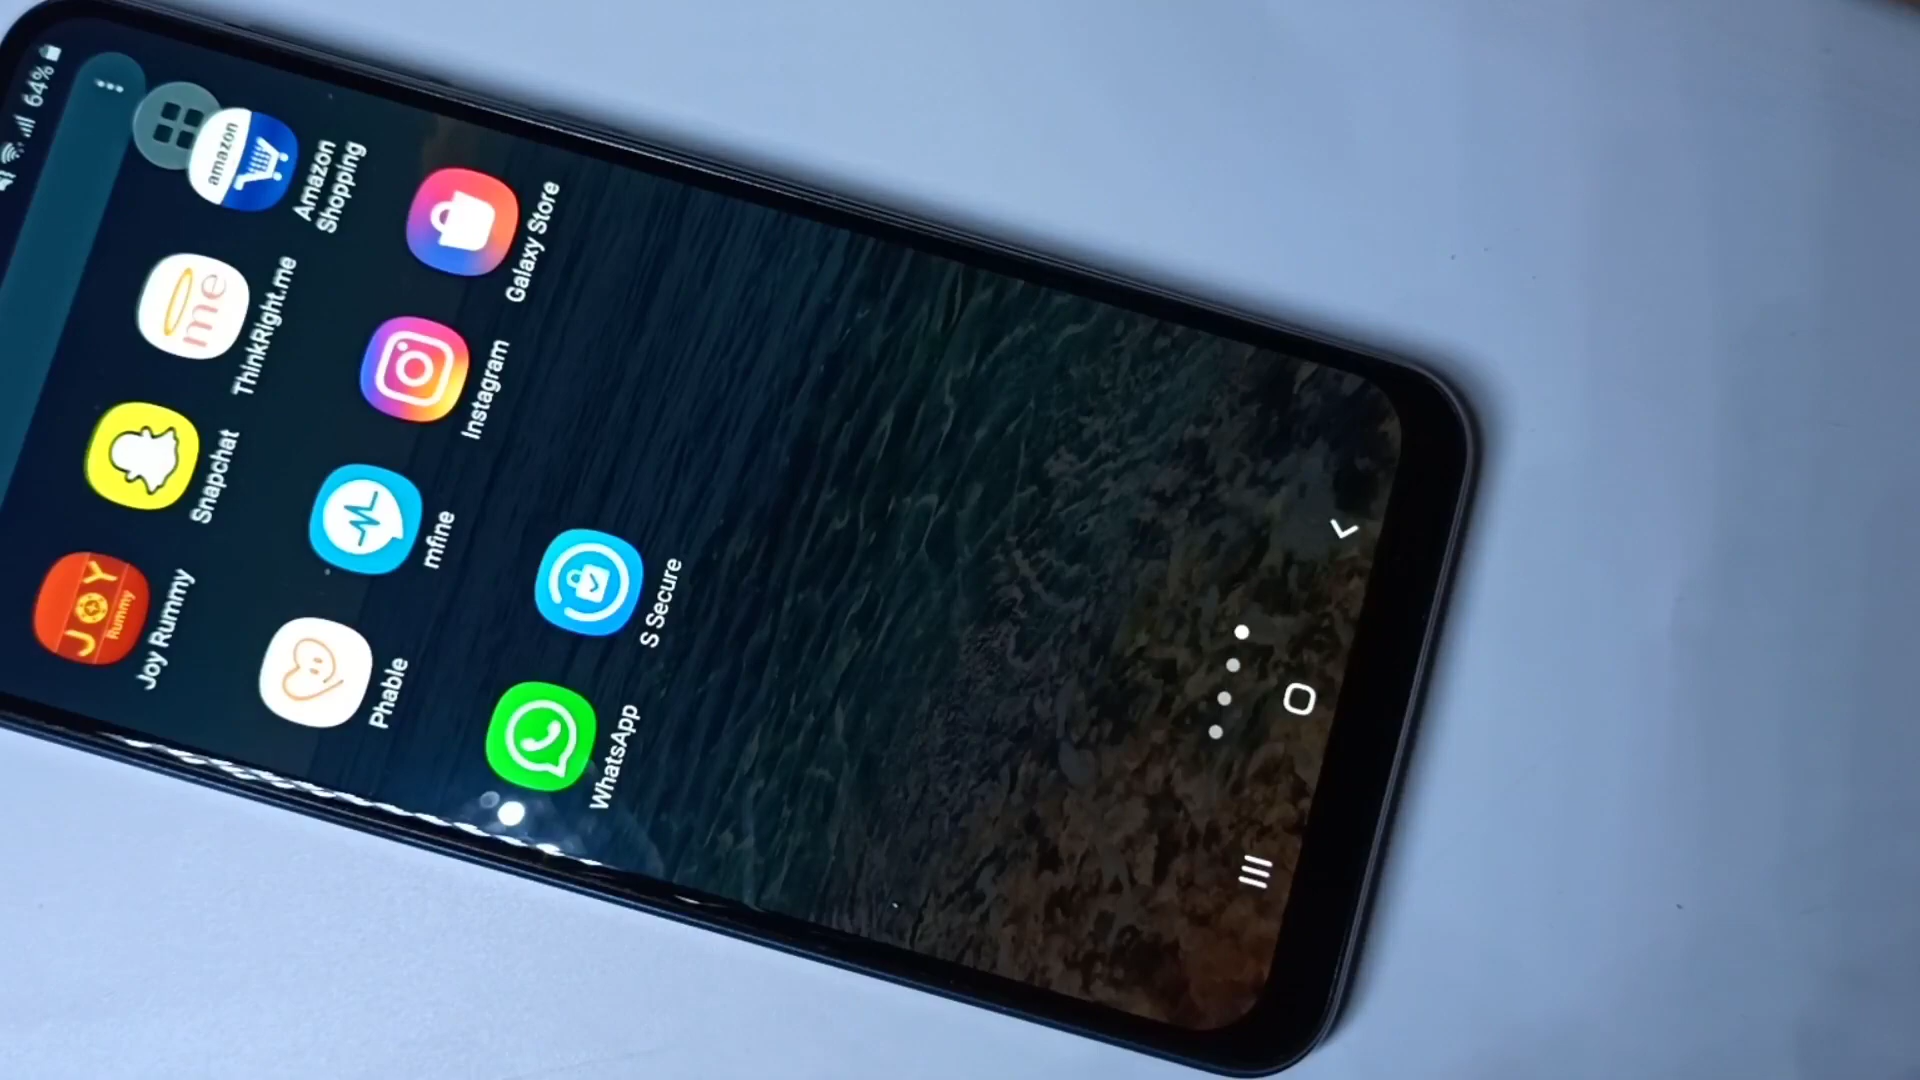 64%
JOY
Rummy
Joy Rummy
Snapchat
me
ThinkRight.me
amazon
Amazon
Shopping
Phable
mfine
Instagram
Galaxy Store
WhatsApp
S Secure